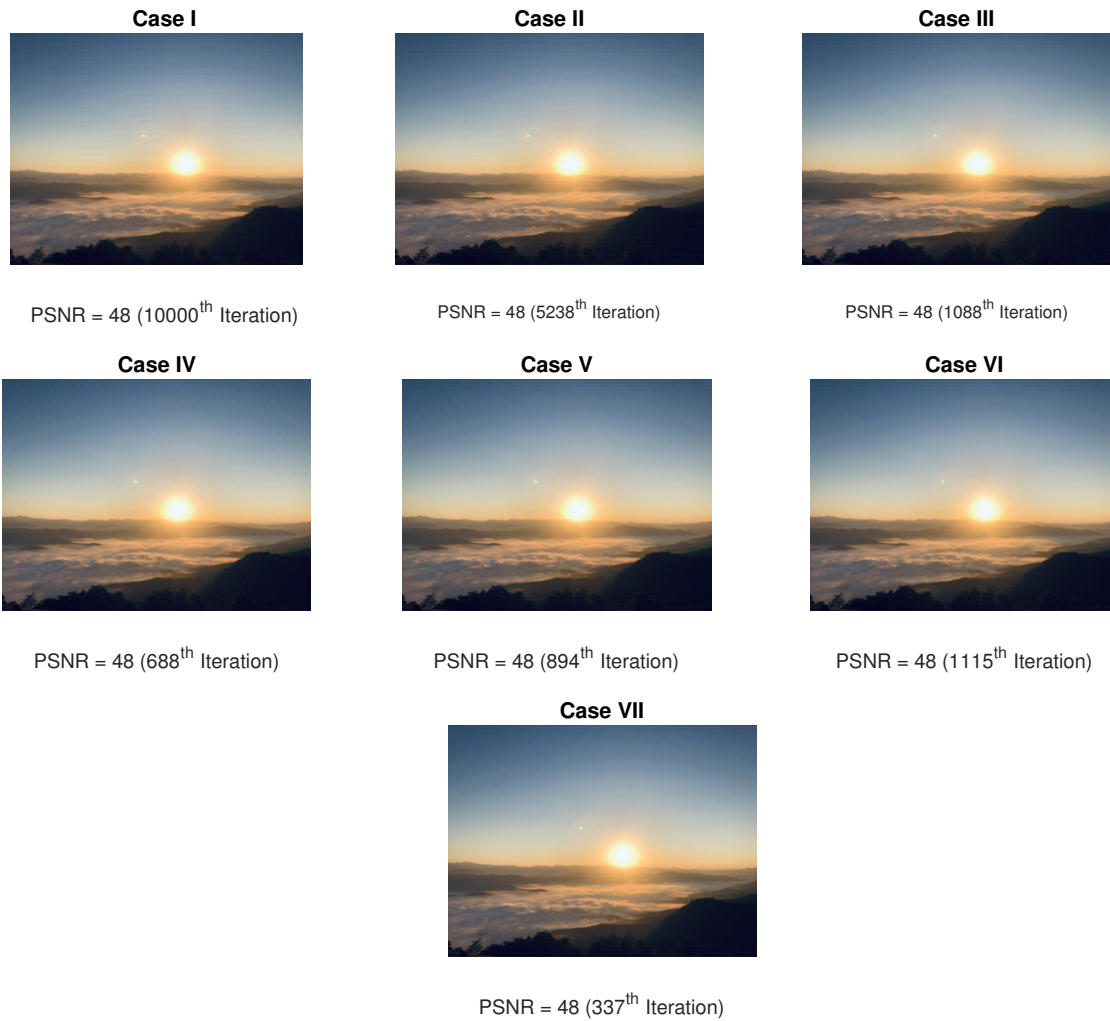 Case I
Case II
Case III
PSNR = 48 (10000th Iteration)
PSNR = 48 (5238th Iteration)
PSNR = 48 (1088th Iteration)
Case IV
Case V
Case VI
PSNR = 48 (688th Iteration)
PSNR = 48 (894th Iteration)
PSNR = 48 (1115th Iteration)
Case VII
PSNR = 48 (337th Iteration)